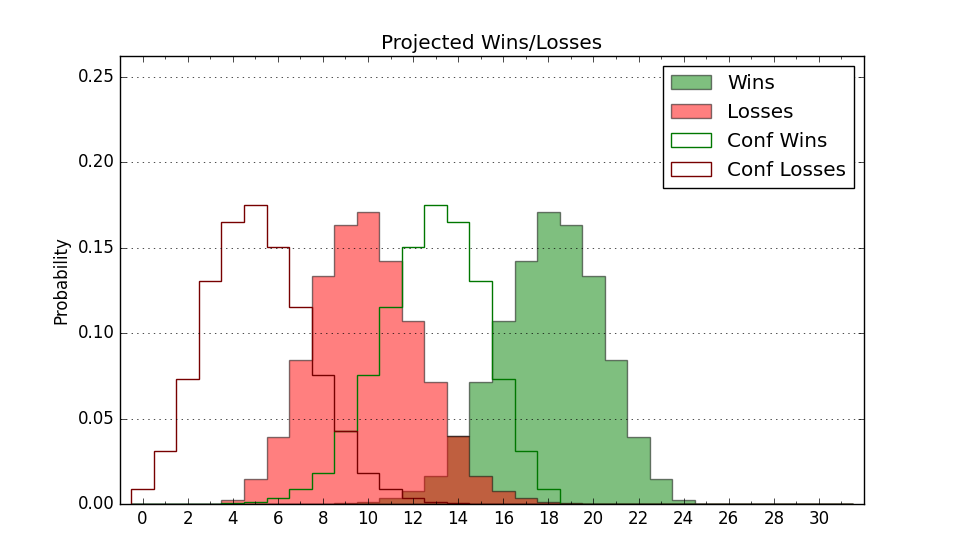 Projected Wins/Losses
Probability
0.25
0.20
0.15
0.10
0.05
0.00
0 2 4 6 8 10 12 14 16 18 20 22 24 26 28 30
Wins
Losses
Conf Wins
Conf Losses